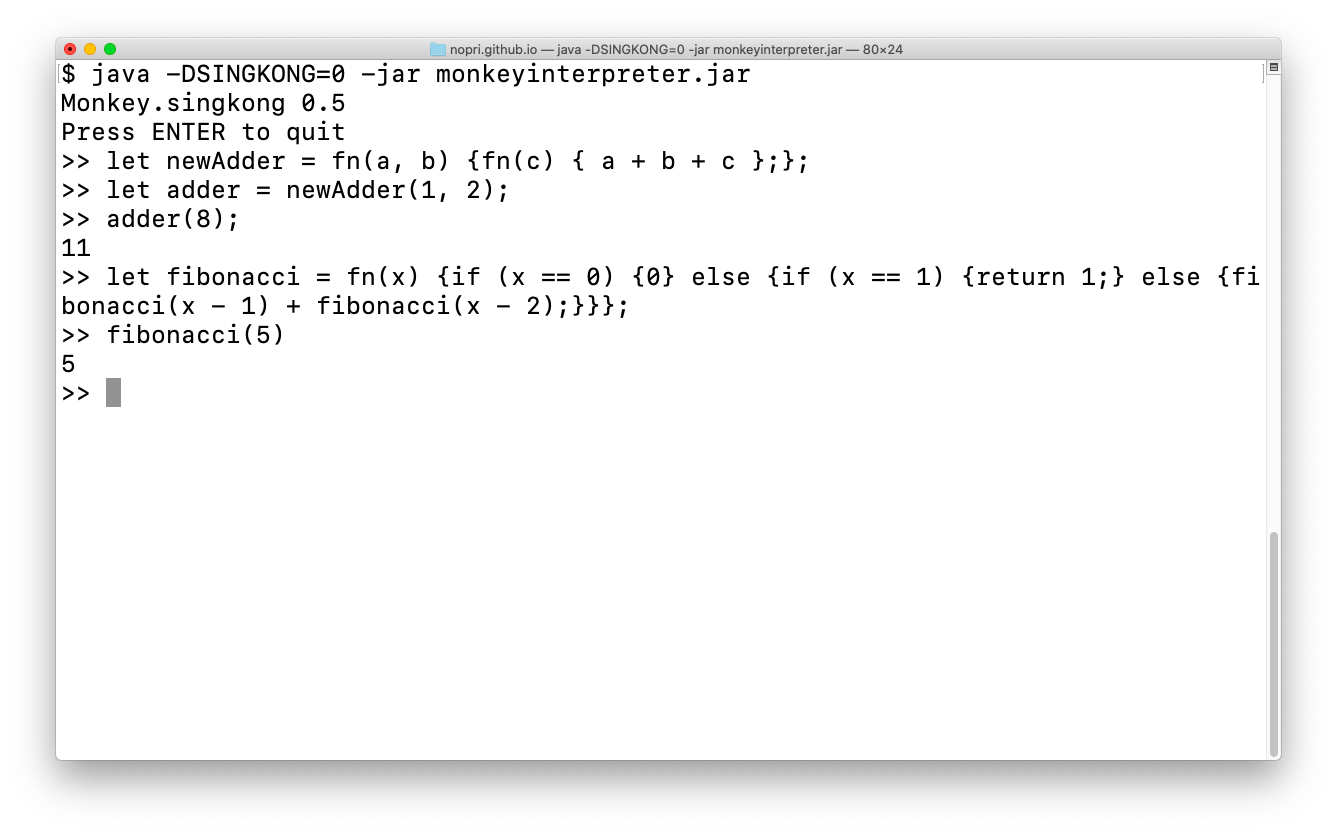 nopri.github.io — java -DSINGKONG=0 -jar monkeyinterpreter.jar — 80×24
$ java -DSINGKONG=0 -jar monkeyinterpreter.jar
Monkey.singkong 0.5
Press ENTER to quit
>> let newAdder = fn(a, b) {fn(c) { a + b + c };};
>> let adder = newAdder(1, 2);
>> adder(8);
11
>> let fibonacci = fn(x) {if (x == 0) {0} else {if (x == 1) {return 1;} else {fi
bonacci(x - 1) + fibonacci(x - 2);}}};
>> fibonacci(5)
5
>>